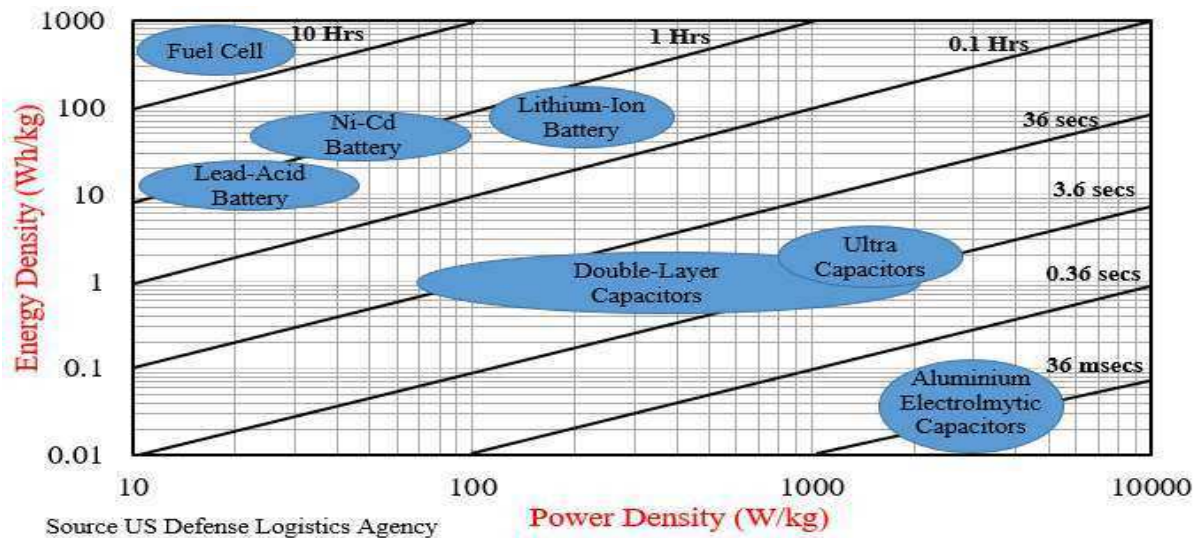 1000
100
10
1
0.1
0.01
Energy Density (Wh/kg)
10 Hrs
1 Hrs
0.1 Hrs
36 secs
3.6 secs
0.36 secs
36 msecs
Fuel Cell
Ni-Cd
Battery
Lithium-Ion
Battery
Lead-Acid
Battery
Double-Layer
Capacitors
Ultra
Capacitors
Aluminium
Electrolmytic
Capacitors
10
100
1000
10000
Power Density (W/kg)
Source US Defense Logistics Agency